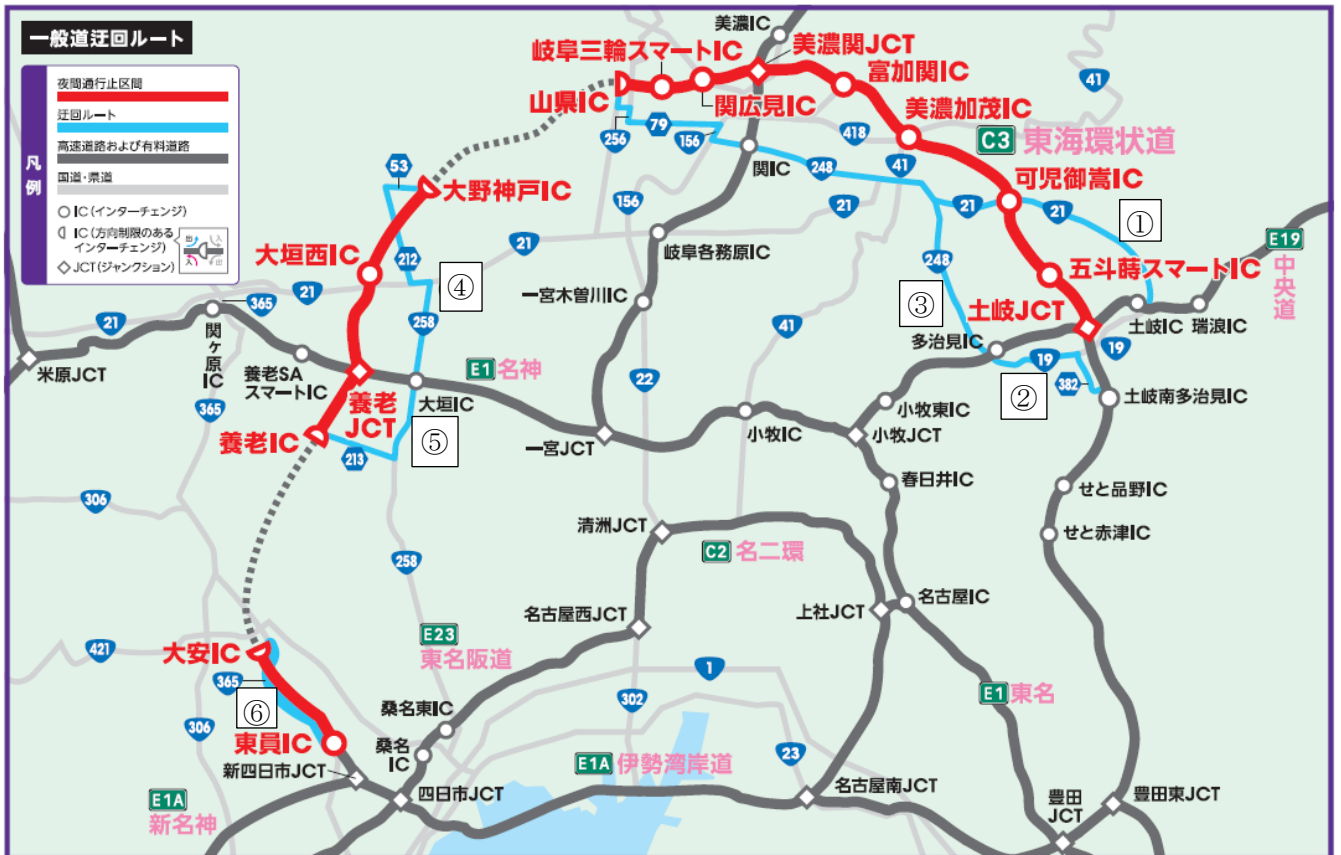 一般道迂回ルート
凡例
夜間通行止区間
迂回ルート
高速道路および有料道路
国道・県道
IC(インターチェンジ)
IC(方向制限のある
インターチェンジ)
出
入
入
出
JCT(ジャンクション)
美濃IC
岐阜三輪スマートIC
美濃関JCT
富加関IC
41
山県IC
関広見IC
美濃加茂IC
256
79
156
418
C3
東海環状道
関IC
248
41
可児御嵩IC
53
大野神戸IC
156
21
21
21
①
大垣西IC
212
21
岐阜各務原IC
248
五斗蒔スマートIC
E19
中央道
④
③
土岐JCT
365
21
一宮木曽川IC
258
41
土岐IC
瑞浪IC
21
関ヶ原IC
多治見IC
19
19
米原JCT
養老SA
スマートIC
E1
名神
22
382
②
土岐南多治見IC
365
養老
JCT
大垣IC
小牧東IC
養老IC
⑤
小牧IC
小牧JCT
213
一宮JCT
春日井IC
せと品野IC
306
清洲JCT
せと赤津IC
C2
名二環
258
名古屋西JCT
上社JCT
名古屋IC
E23
東名阪道
421
大安IC
1
365
⑥
302
E1
東名
306
桑名東IC
東員IC
桑名
IC
23
新四日市JCT
E1A
伊勢湾岸道
E1A
新名神
四日市JCT
名古屋南JCT
豊田
JCT
豊田東JCT